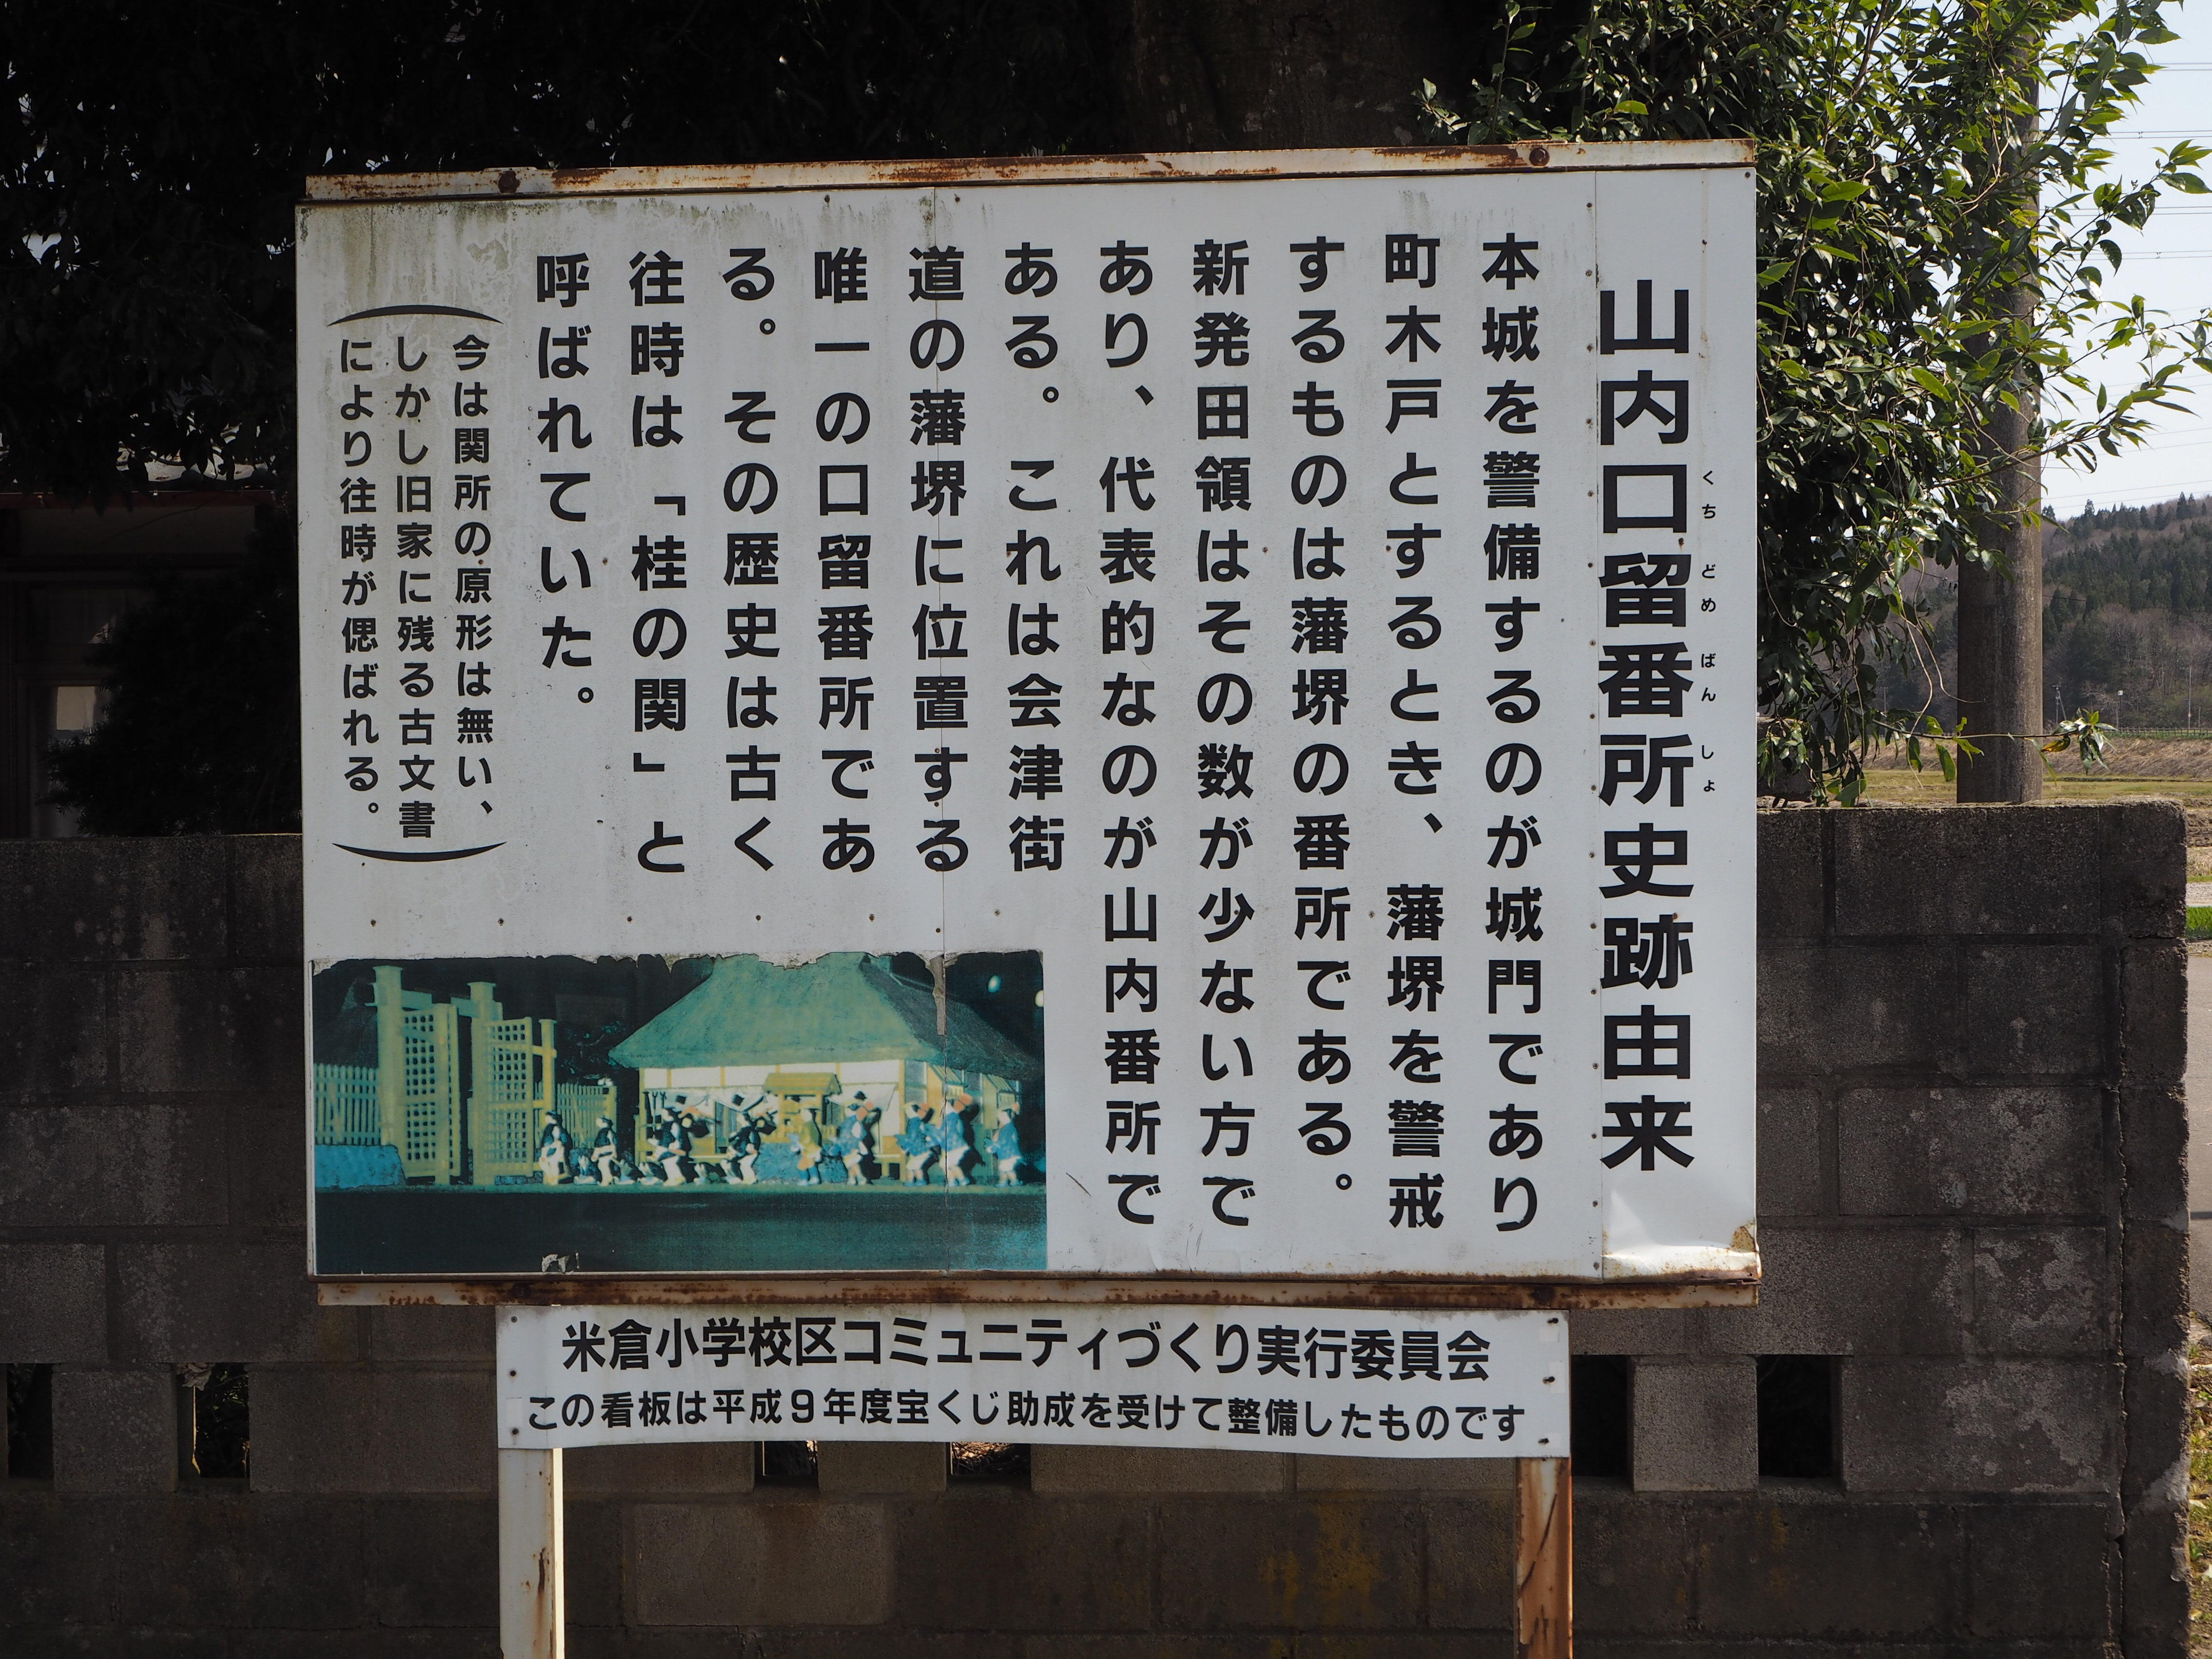 山内口留番所史跡由来
くち どめ ばん しょ
本城を警備するのが城門であり
町木戸とするとき、藩堺を警戒
するものは藩堺の番所である。
新発田領はその数が少ない方で
あり、代表的なのが山内番所で
ある。これは会津街
道の藩堺に位置する
唯一の口留番所であ
る。その歴史は古く
往時は「桂の関」と
呼ばれていた。
(今は関所の原形は無い、
しかし旧家に残る古文書
により往時が偲ばれる。)
米倉小学校区コミュニティづくり実行委員会
この看板は平成9年度宝くじ助成を受けて整備したものです